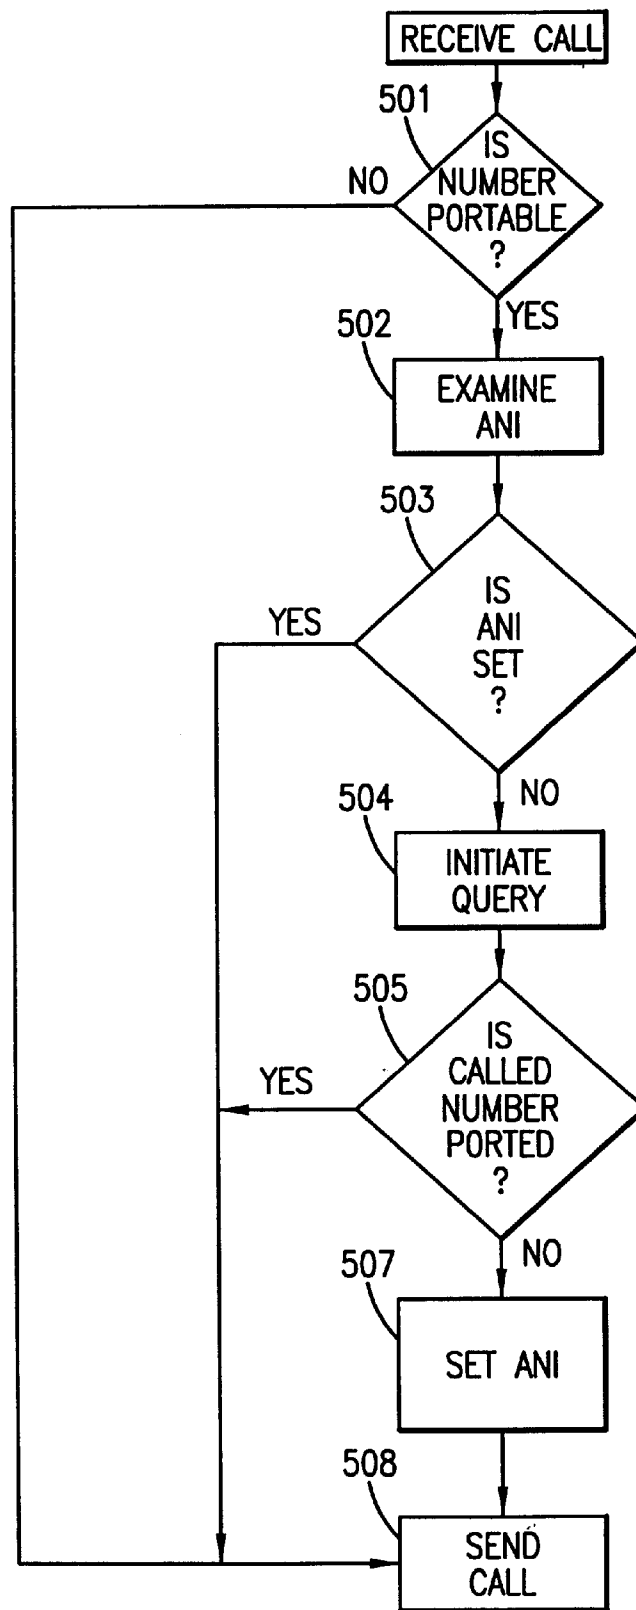 RECEIVE CALL
501
IS
NUMBER
PORTABLE
?
NO
YES
502
EXAMINE
ANI
503
IS
ANI
SET
?
YES
NO
504
INITIATE
QUERY
505
IS
CALLED
NUMBER
PORTED
?
YES
NO
507
SET ANI
508
SEND
CALL